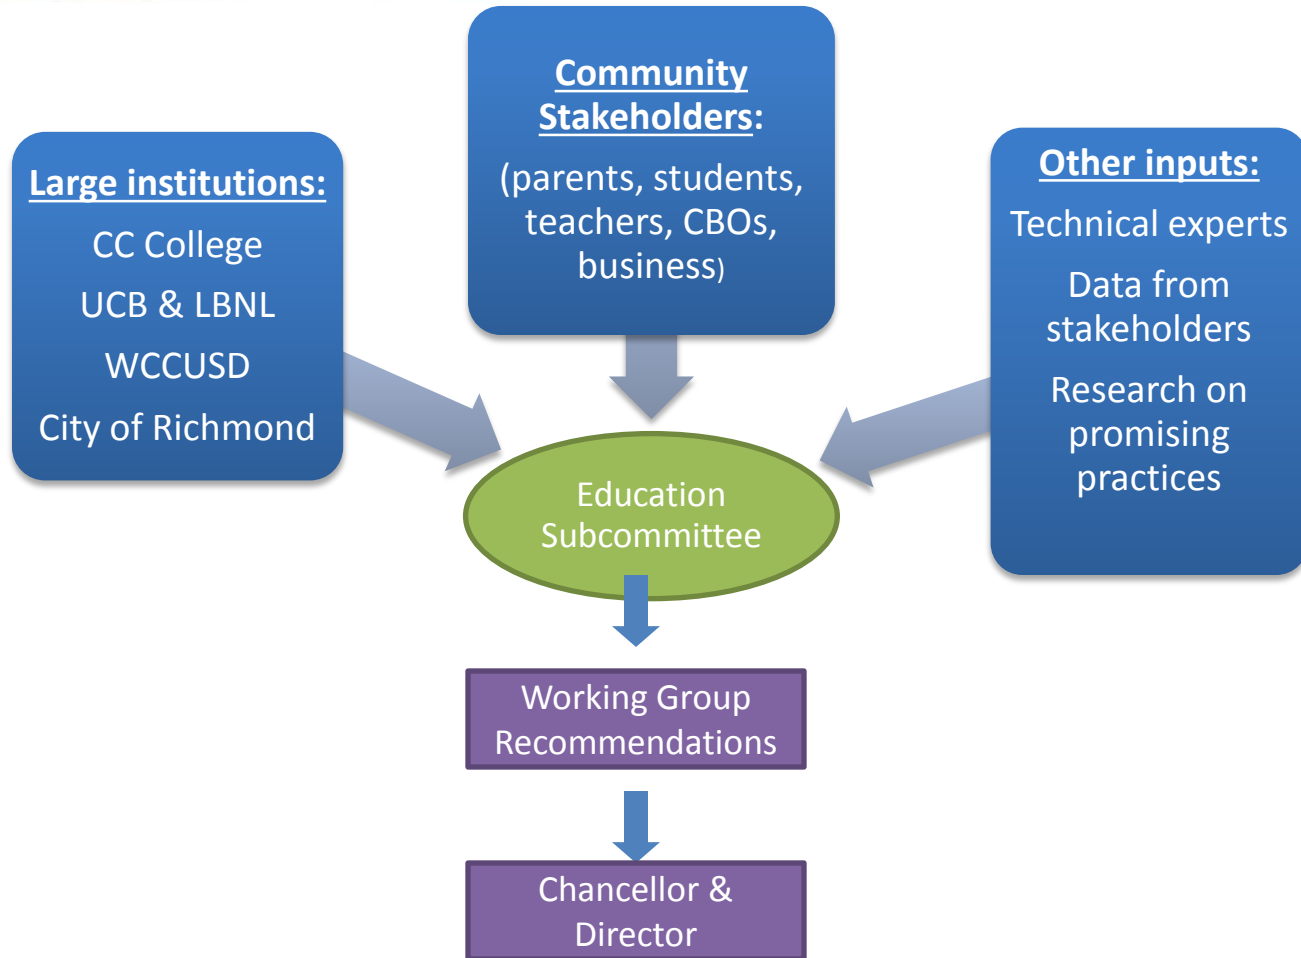 Community
Stakeholders:
(parents, students,
teachers, CBOs,
business)
Large institutions:
CC College
UCB & LBNL
WCCUSD
City of Richmond
Other inputs:
Technical experts
Data from
stakeholders
Research on
promising
practices
Education
Subcommittee
Working Group
Recommendations
Chancellor &
Director